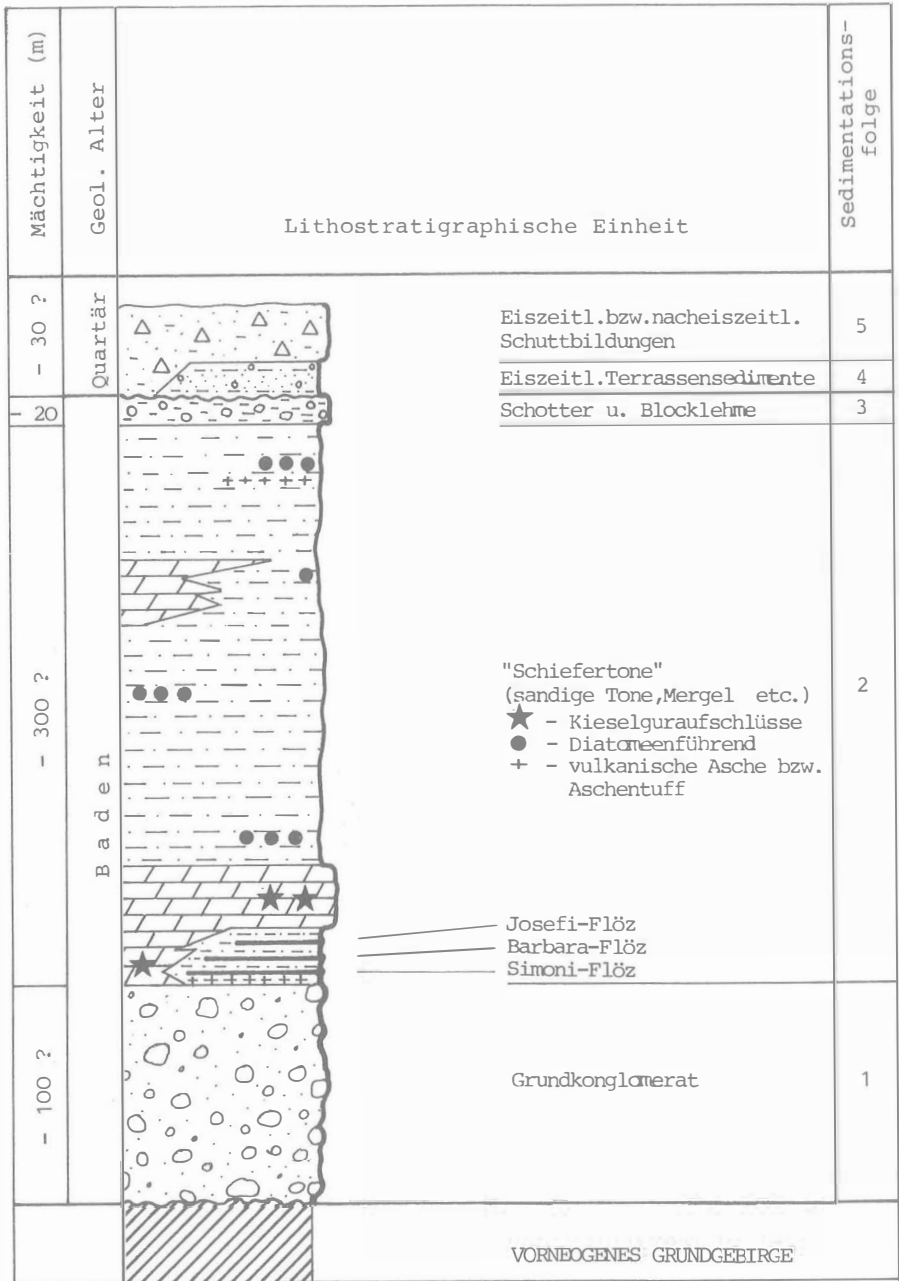 Mächtigkeit (m)
Geol. Alter
Lithostratigraphische Einheit
Sedimentations-
folge
- 30 ?
Quartär
Eiszeitl.bzw.nacheiszeitl.
Schuttbildungen
5
Eiszeitl.Terrassensedimente
4
- 20
Schotter u. Blocklehme
3
- 300 ?
Baden
"Schiefertone"
(sandige Tone,Mergel etc.)
★ - Kieselguraufschlüsse
● - Diatomeenführend
+ - vulkanische Asche bzw.
Aschentuff
2
Josefi-Flöz
Barbara-Flöz
Simoni-Flöz
- 100 ?
Grundkonglomerat
1
VORNEOGENES GRUNDGEBIRGE